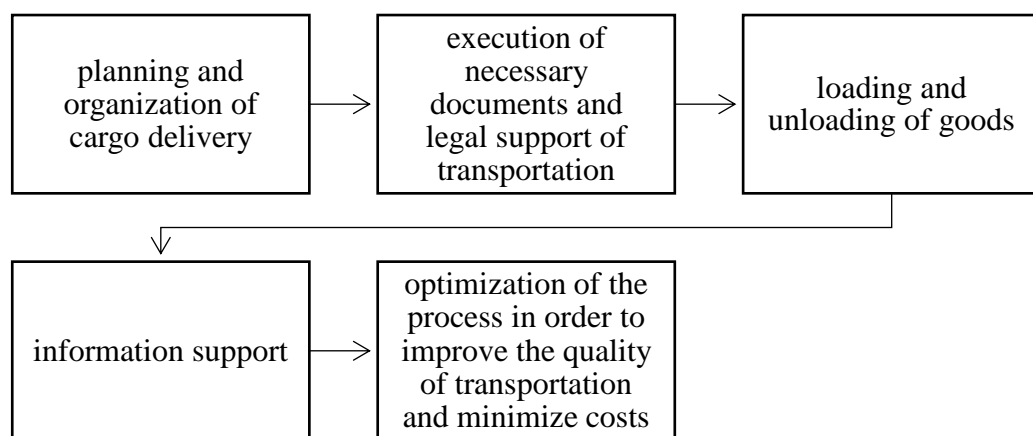 planning and
organization of
cargo delivery
execution of
necessary
documents and
legal support of
transportation
loading and
unloading of goods
information support
optimization of the
process in order to
improve the quality
of transportation
and minimize costs